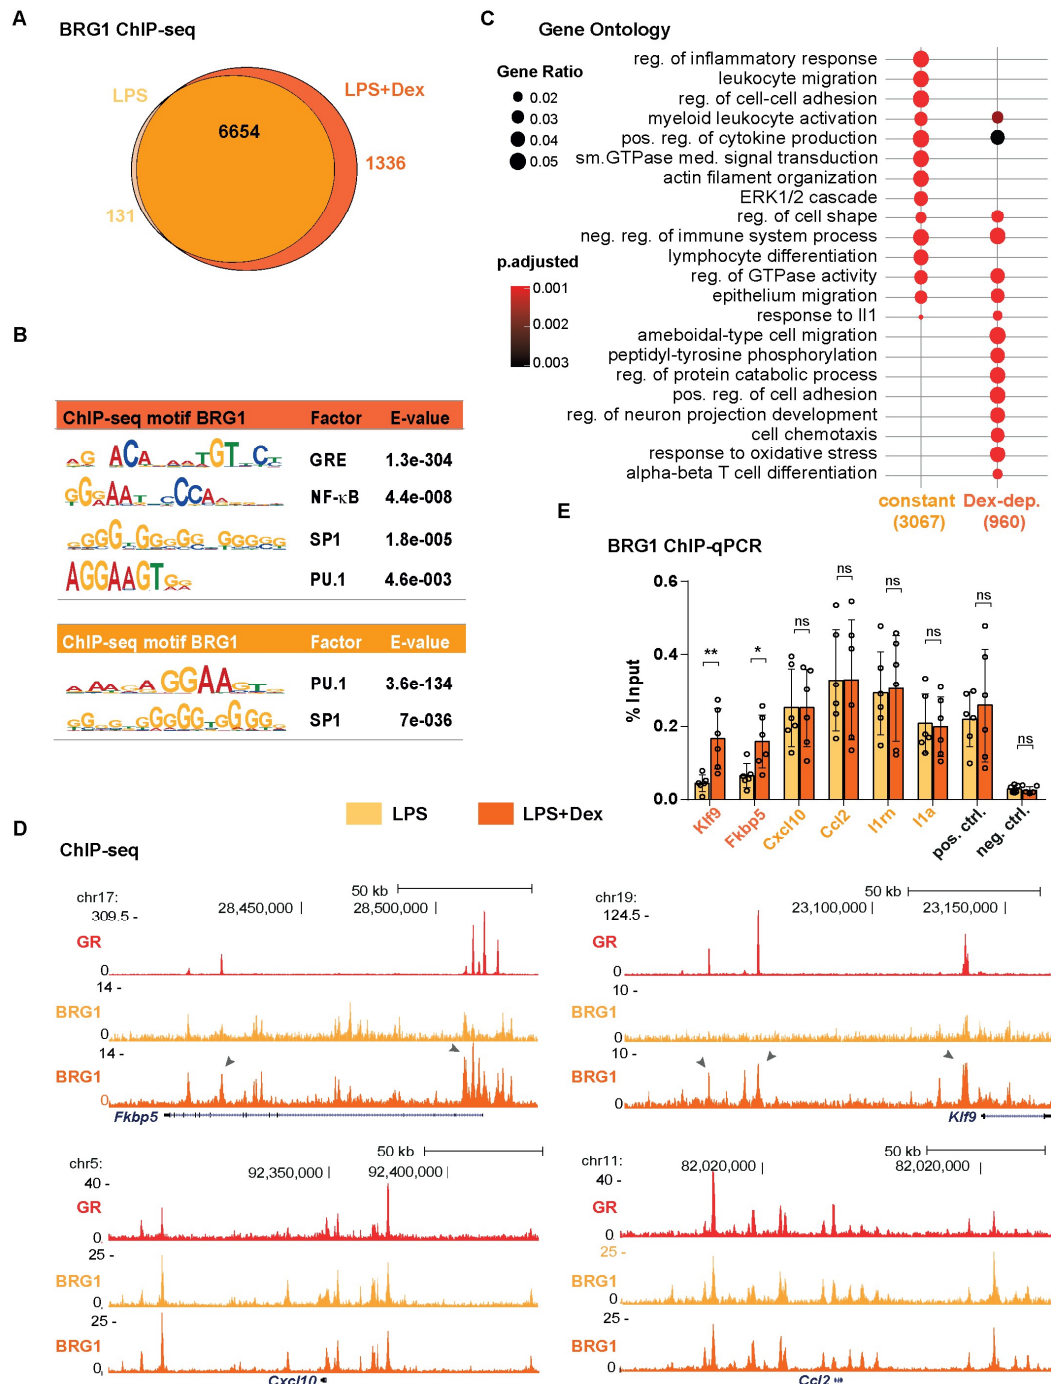 A
BRG1 ChIP-seq
LPS
LPS+Dex
6654
1336
131
B
ChIP-seq motif BRG1 Factor E-value
GRE 1.3e-304
NF-κB 4.4e-008
SP1 1.8e-005
AGGAAGT PU.1 4.6e-003
ChIP-seq motif BRG1 Factor E-value
PU.1 3.6e-134
SP1 7e-036
C
Gene Ontology
Gene Ratio
0.02
0.03
0.04
0.05
p.adjusted
0.001
0.002
0.003
reg. of inflammatory response
leukocyte migration
reg. of cell-cell adhesion
myeloid leukocyte activation
pos. reg. of cytokine production
sm.GTPase med. signal transduction
actin filament organization
ERK1/2 cascade
reg. of cell shape
neg. reg. of immune system process
lymphocyte differentiation
reg. of GTPase activity
epithelium migration
response to Il1
ameboidal-type cell migration
peptidyl-tyrosine phosphorylation
reg. of protein catabolic process
pos. reg. of cell adhesion
reg. of neuron projection development
cell chemotaxis
response to oxidative stress
alpha-beta T cell differentiation
constant Dex-dep.
(3067) (960)
E
BRG1 ChIP-qPCR
% Input
0.6
0.4
0.2
0.0
** * ns ns ns ns ns ns
Klf9 Fkbp5 Cxcl10 Ccl2 Il1rn Il1a pos. ctrl. neg. ctrl.
LPS LPS+Dex
D
ChIP-seq
chr17: 50 kb
28,450,000 28,500,000
309.5 -
GR
0
14 -
BRG1
0
14 -
BRG1
0
Fkbp5
chr19: 50 kb
23,100,000 23,150,000
124.5 -
GR
0
10 -
BRG1
0
10 -
BRG1
0
Klf9
chr5: 50 kb
92,350,000 92,400,000
40 -
GR
0
25 -
BRG1
0
25 -
BRG1
0
Cxcl10
chr11: 50 kb
82,020,000 82,020,000
40 -
GR
0
25 -
BRG1
0
25 -
BRG1
0
Ccl2